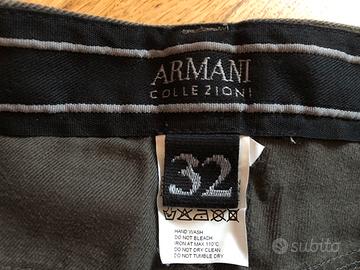 ARMANI
COLLEZIONI
32
HAND WASH
DO NOT BLEACH
IRON AT MAX 110°C
DO NOT DRY CLEAN
DO NOT TUMBLE DRY
subito